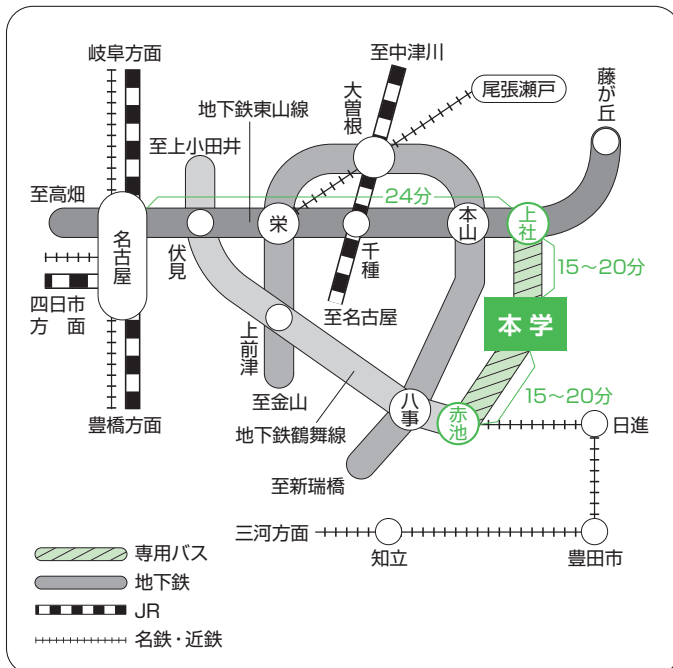 岐阜方面
至中津川
尾張瀬戸
藤が丘
大曽根
地下鉄東山線
至上小田井
至高畑
24分
名古屋
伏見
栄
千種
本山
上社
15～20分
四日市
方面
至名古屋
本学
上前津
至金山
八事
赤池
15～20分
豊橋方面
地下鉄鶴舞線
日進
至新瑞橋
三河方面
知立
豊田市
専用バス
地下鉄
JR
名鉄・近鉄